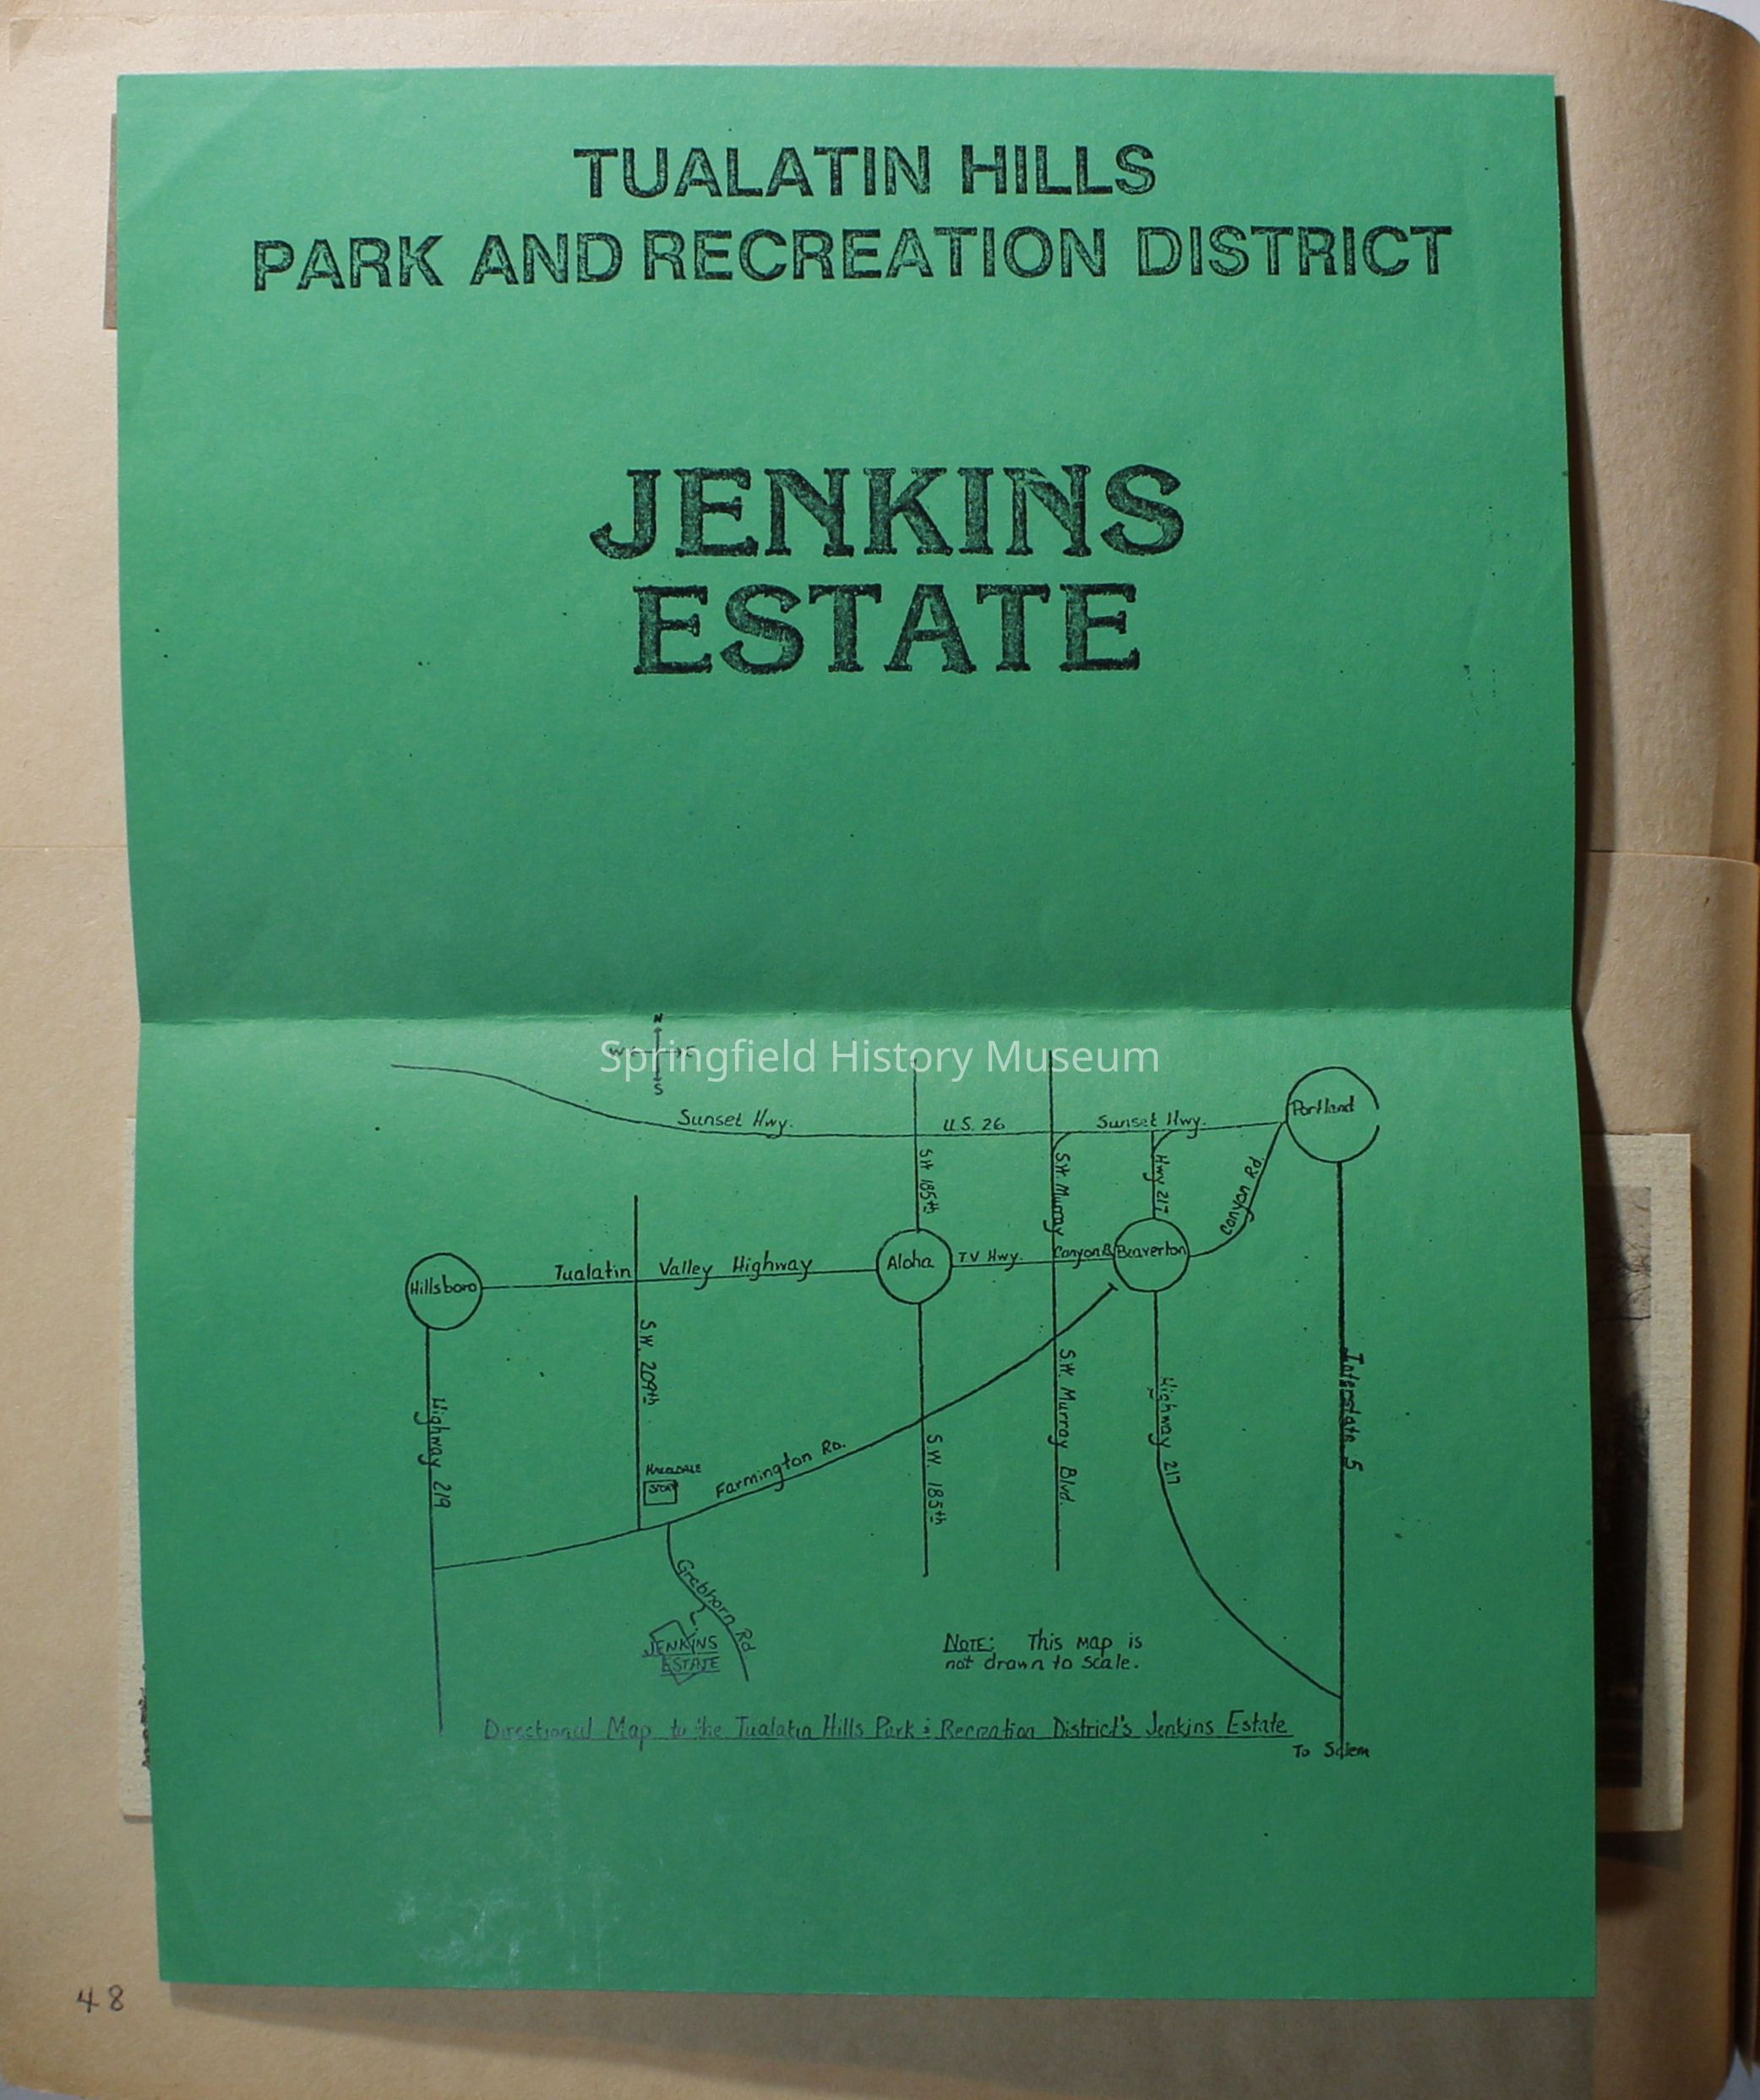 TUALATIN HILLS
PARK AND RECREATION DISTRICT
JENKINS
ESTATE
N
W E
S
Springfield History Museum
Sunset Hwy.
U.S. 26
Sunset Hwy.
Portland
S.W. 185th
S.W. Murray
Hwy 217
Canyon Rd.
Hillsboro
Tualatin Valley Highway
Aloha
TV Hwy.
Canyon
Beaverton
S.W. 209th
Highway 219
S.W. Murray Blvd.
Highway 217
Interstate 5
Farmington Rd.
S.W. 185th
STORE
Grabhorn Rd
JENKINS
ESTATE
NOTE: This map is
not drawn to scale.
Directional Map to the Tualatin Hills Park & Recreation District's Jenkins Estate
To Salem
48